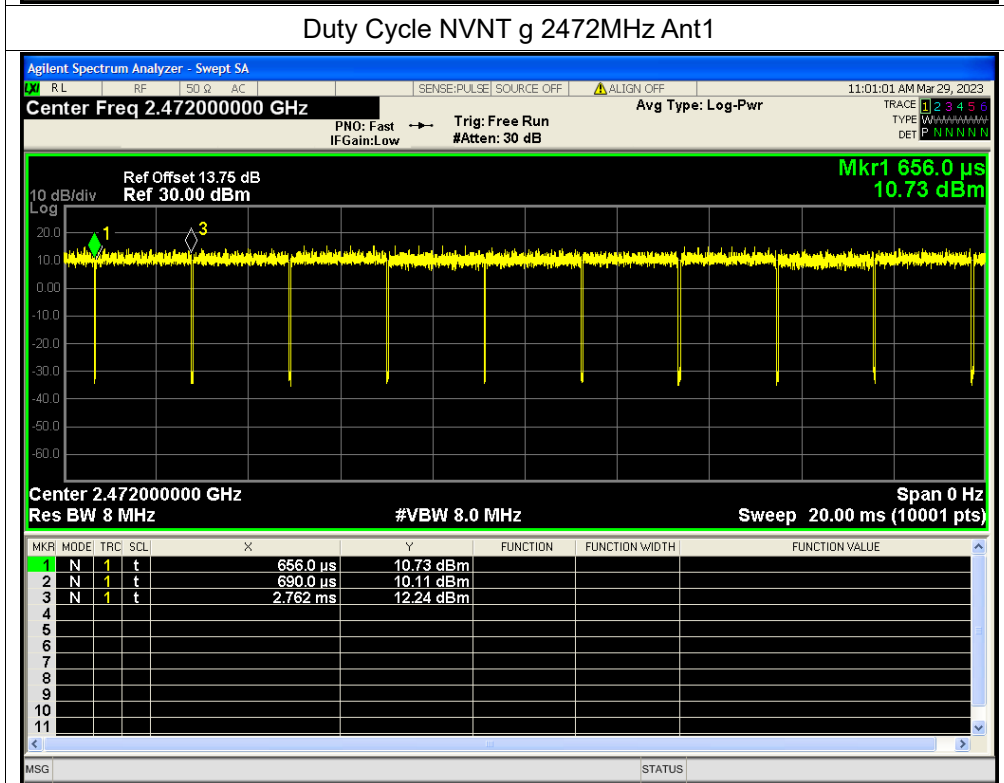 Duty Cycle NVNT g 2472MHz Ant1
Agilent Spectrum Analyzer - Swept SA
LXI RL RF 50 Ω AC SENSE:PULSE SOURCE OFF ALIGN OFF 11:01:01 AM Mar 29, 2023
Center Freq 2.472000000 GHz Avg Type: Log-Pwr TRACE 1 2 3 4 5 6
PNO: Fast Trig: Free Run TYPE WWWWWW
IFGain:Low #Atten: 30 dB DET P N N N N N
Mkr1 656.0 µs
Ref Offset 13.75 dB
10 dB/div Ref 30.00 dBm 10.73 dBm
Log
20.0
1
3
10.0
0.00
-10.0
-20.0
-30.0
-40.0
-50.0
-60.0
Center 2.472000000 GHz Span 0 Hz
Res BW 8 MHz #VBW 8.0 MHz Sweep 20.00 ms (10001 pts)
MKR MODE TRC SCL X Y FUNCTION FUNCTION WIDTH FUNCTION VALUE
1 N 1 t 656.0 µs 10.73 dBm
2 N 1 t 690.0 µs 10.11 dBm
3 N 1 t 2.762 ms 12.24 dBm
4
5
6
7
8
9
10
11
MSG STATUS